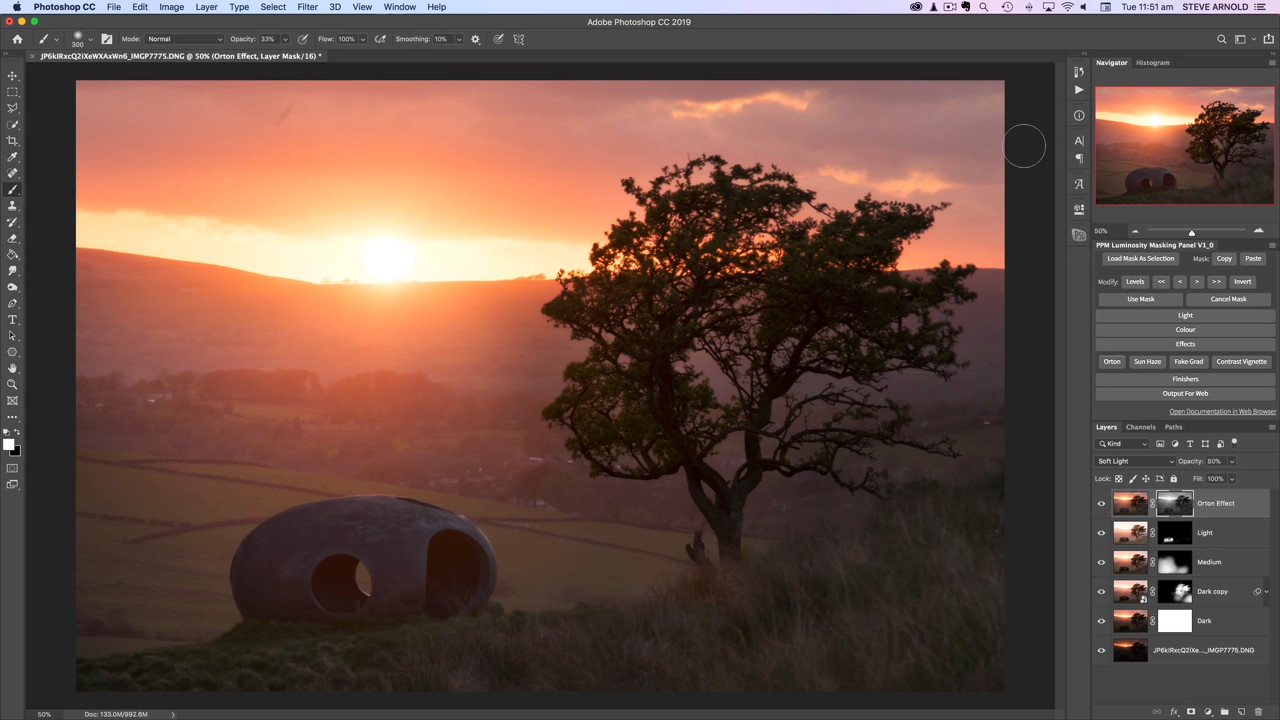 Photoshop CC File Edit Image Layer Type Select Filter 3D View Window Help Tue 11:51 am STEVE ARNOLD
Adobe Photoshop CC 2019
300 Mode: Normal Opacity: 33% Flow: 100% Smoothing: 10%
× JP6kIRxcQ2iXeWXAxWn6_IMGP7775.DNG @ 50% (Orton Effect, Layer Mask/16) *
Navigator Histogram
50%
PPM Luminosity Masking Panel V1_0
Load Mask As Selection Mask: Copy Paste
Modify: Levels << < > >> Invert
Use Mask Cancel Mask
Light
Colour
Effects
Orton Sun Haze Fake Grad Contrast Vignette
Finishers
Output For Web
Open Documentation in Web Browser
Layers Channels Paths
Kind
Soft Light Opacity: 80%
Lock: Fill: 100%
Orton Effect
Light
Medium
Dark copy
Dark
JP6kIRxcQ2iXe..._IMGP7775.DNG
50% Doc: 133.0M/992.6M